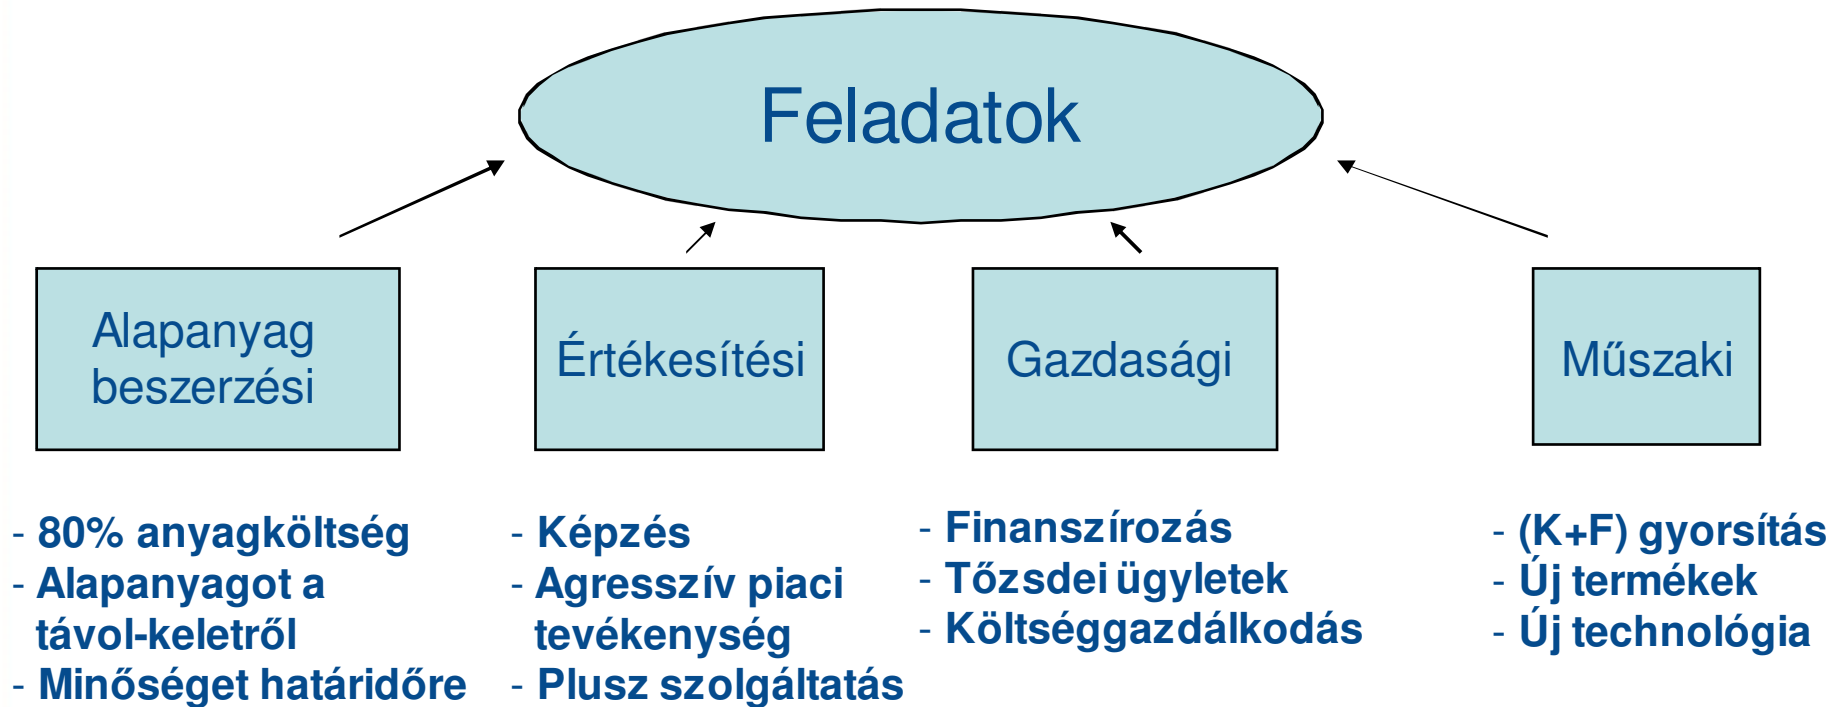 Feladatok
Alapanyag
beszerzési
Értékesítési
Gazdasági
Műszaki
- 80% anyagköltség
- Alapanyagot a
távol-keletről
- Minőséget határidőre
- Képzés
- Agresszív piaci
tevékenység
- Plusz szolgáltatás
- Finanszírozás
- Tőzsdei ügyletek
- Költséggazdálkodás
- (K+F) gyorsítás
- Új termékek
- Új technológia